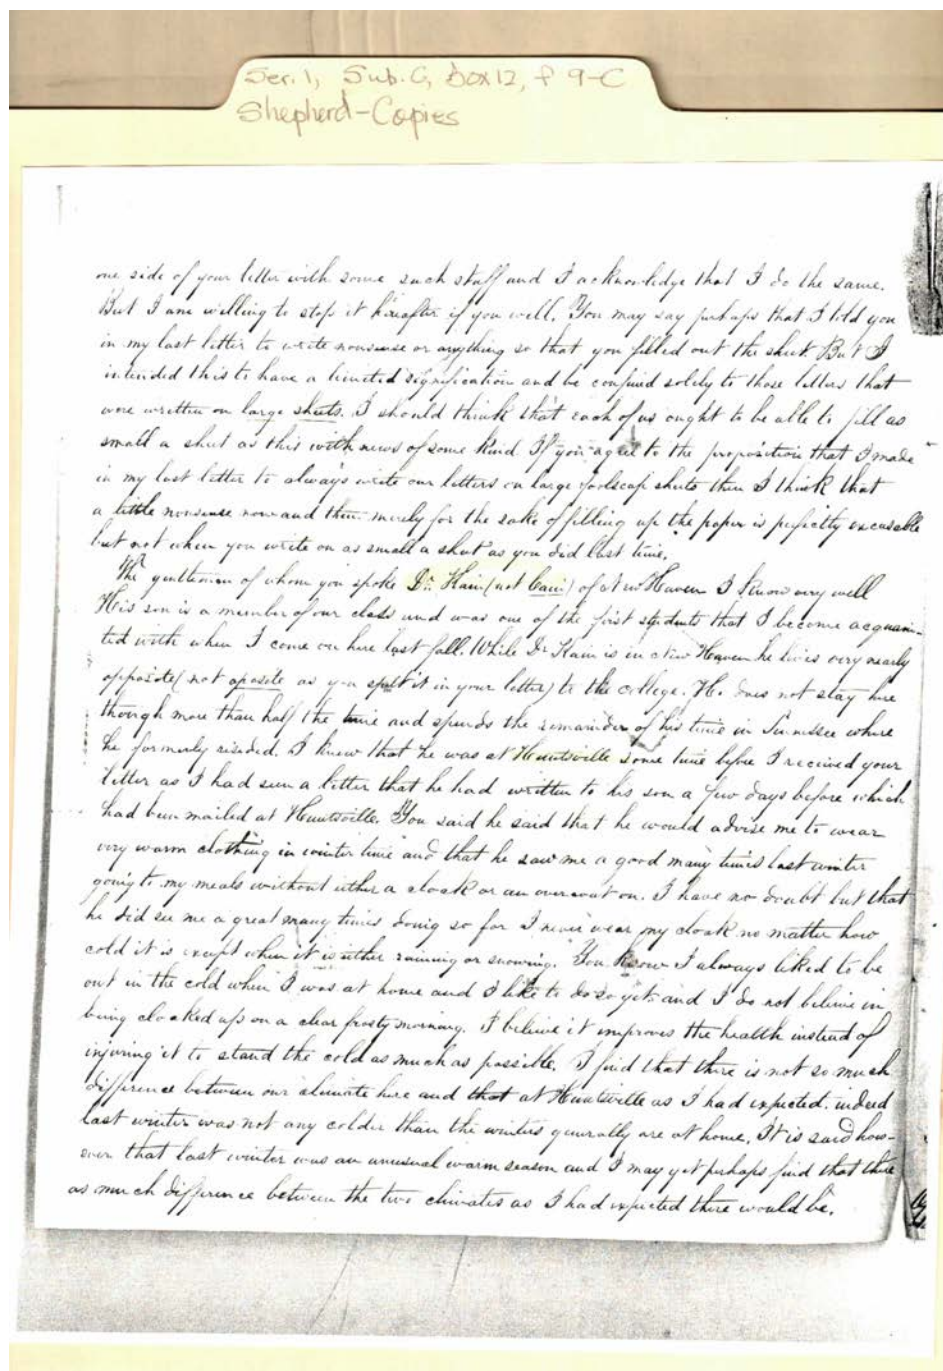 Ser. 1, Sub. C, Box 12, f 9-C
Shepherd-Copies
one side of your letter with some such stuff and I acknowledge that I do the same.
But I am willing to stop it hereafter if you will. You may say perhaps that I told you
in my last letter to write nonsense or anything so that you filled out the sheet. But I
intended this to have a limited signification and be confined solely to those letters that
were written on large sheets. I should think that each of us ought to be able to fill as
small a sheet as this with news of some kind. If you agree to the proposition that I made
in my last letter to always write our letters on large foolscap sheets then I think that
a little nonsense now and then merely for the sake of filling up the paper is perfectly excusable
but not when you write on as small a sheet as you did last time.
The gentleman of whom you spoke Dr. Kain (not Cain) of New Haven I know very well
His son is a member of our class and was one of the first students that I become acquain-
ted with when I come on here last fall. While Dr Kain is in New Haven he lives very nearly
opposite (not aposite as you spelt it in your letter) to the college. He does not stay here
though more than half the time and spends the remainder of his time in Tennessee where
he formerly resided. I knew that he was at Huntsville some time before I received your
letter as I had seen a letter that he had written to his son a few days before which
had been mailed at Huntsville. You said he said that he would advise me to wear
very warm clothing in winter time and that he saw me a good many times last winter
going to my meals without either a cloak or an overcoat on. I have no doubt but that
he did see me a great many times doing so for I never wear my cloak no matter how
cold it is except when it is either raining or snowing. You know I always liked to be
out in the cold when I was at home and I like to do so yet and I do not believe in
being cloaked up on a clear frosty morning. I believe it improves the health instead of
injuring it to stand the cold as much as possible. I find that there is not so much
difference between our climate here and that at Huntsville as I had expected. indeed
last winter was not any colder than the winters generally are at home. It is said how-
ever that last winter was an unusual warm season and I may yet perhaps find that there
as much difference between the two climates as I had expected there would be.